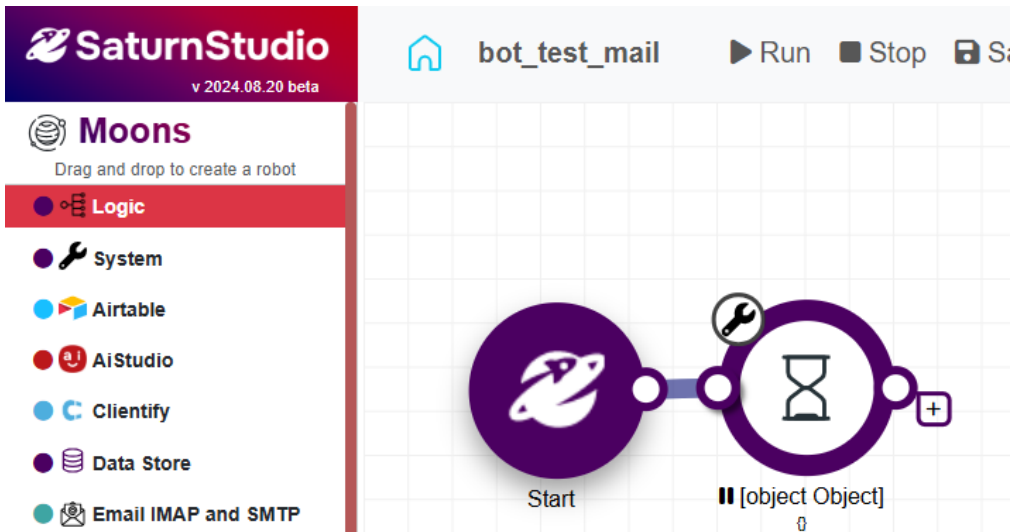 SaturnStudio
v 2024.08.20 beta
bot_test_mail Run Stop
Moons
Drag and drop to create a robot
Logic
System
Airtable
AiStudio
Clientify
Data Store
Email IMAP and SMTP
Start
[object Object]
{}